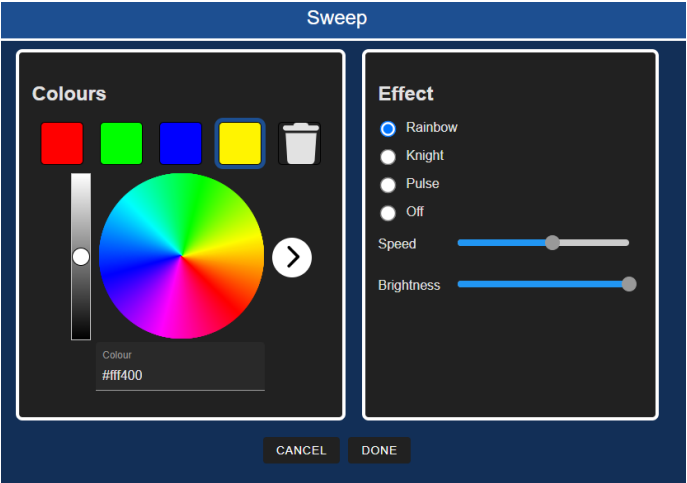 Sweep
Colours
Colour
#fff400
Effect
Rainbow
Knight
Pulse
Off
Speed
Brightness
CANCEL DONE